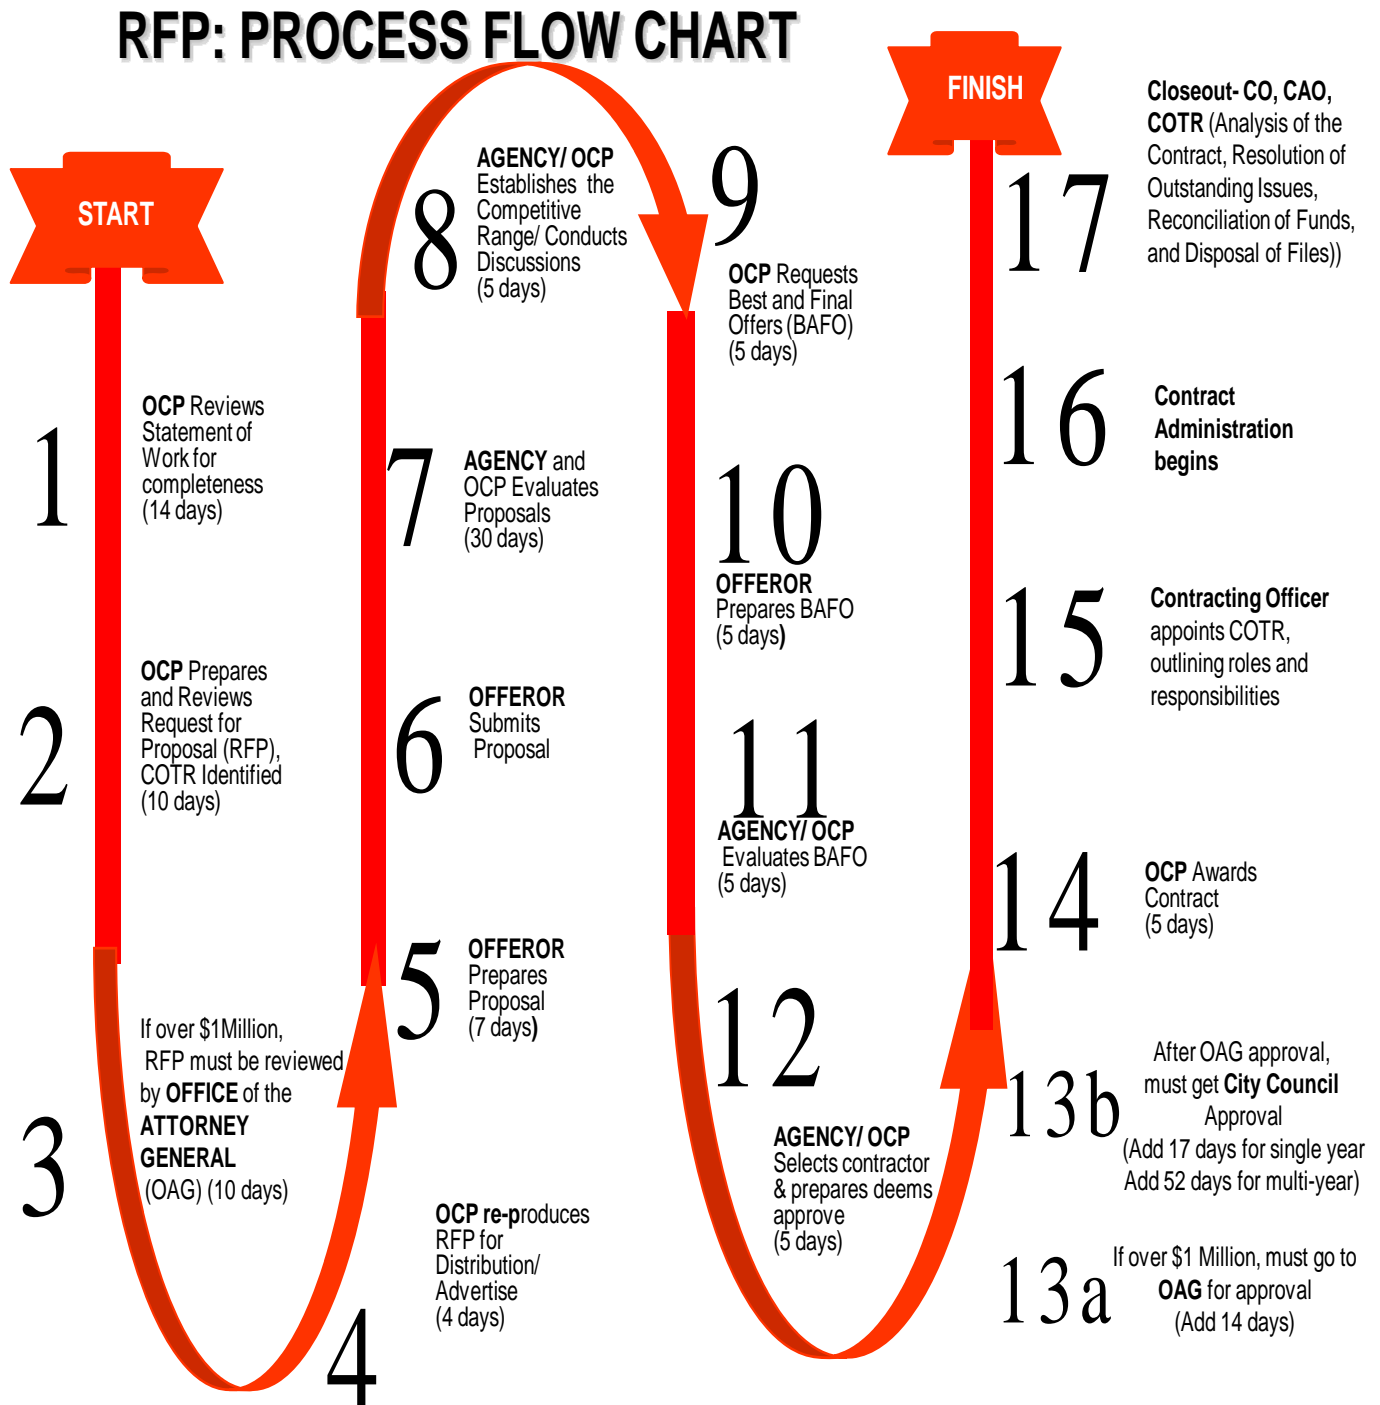 RFP: PROCESS FLOW CHART
START
1
OCP Reviews
Statement of
Work for
completeness
(14 days)
2
OCP Prepares
and Reviews
Request for
Proposal (RFP),
COTR Identified
(10 days)
3
If over $1Million,
RFP must be reviewed
by OFFICE of the
ATTORNEY
GENERAL
(OAG) (10 days)
4
OCP re-produces
RFP for
Distribution/
Advertise
(4 days)
5
OFFEROR
Prepares
Proposal
(7 days)
6
OFFEROR
Submits
Proposal
7
AGENCY and
OCP Evaluates
Proposals
(30 days)
8
AGENCY/ OCP
Establishes the
Competitive
Range/ Conducts
Discussions
(5 days)
9
OCP Requests
Best and Final
Offers (BAFO)
(5 days)
10
OFFEROR
Prepares BAFO
(5 days)
11
AGENCY/ OCP
Evaluates BAFO
(5 days)
12
AGENCY/ OCP
Selects contractor
& prepares deems
approve
(5 days)
13a
If over $1 Million, must go to
OAG for approval
(Add 14 days)
13b
After OAG approval,
must get City Council
Approval
(Add 17 days for single year
Add 52 days for multi-year)
14
OCP Awards
Contract
(5 days)
15
Contracting Officer
appoints COTR,
outlining roles and
responsibilities
16
Contract
Administration
begins
17
Closeout- CO, CAO,
COTR (Analysis of the
Contract, Resolution of
Outstanding Issues,
Reconciliation of Funds,
and Disposal of Files))
FINISH